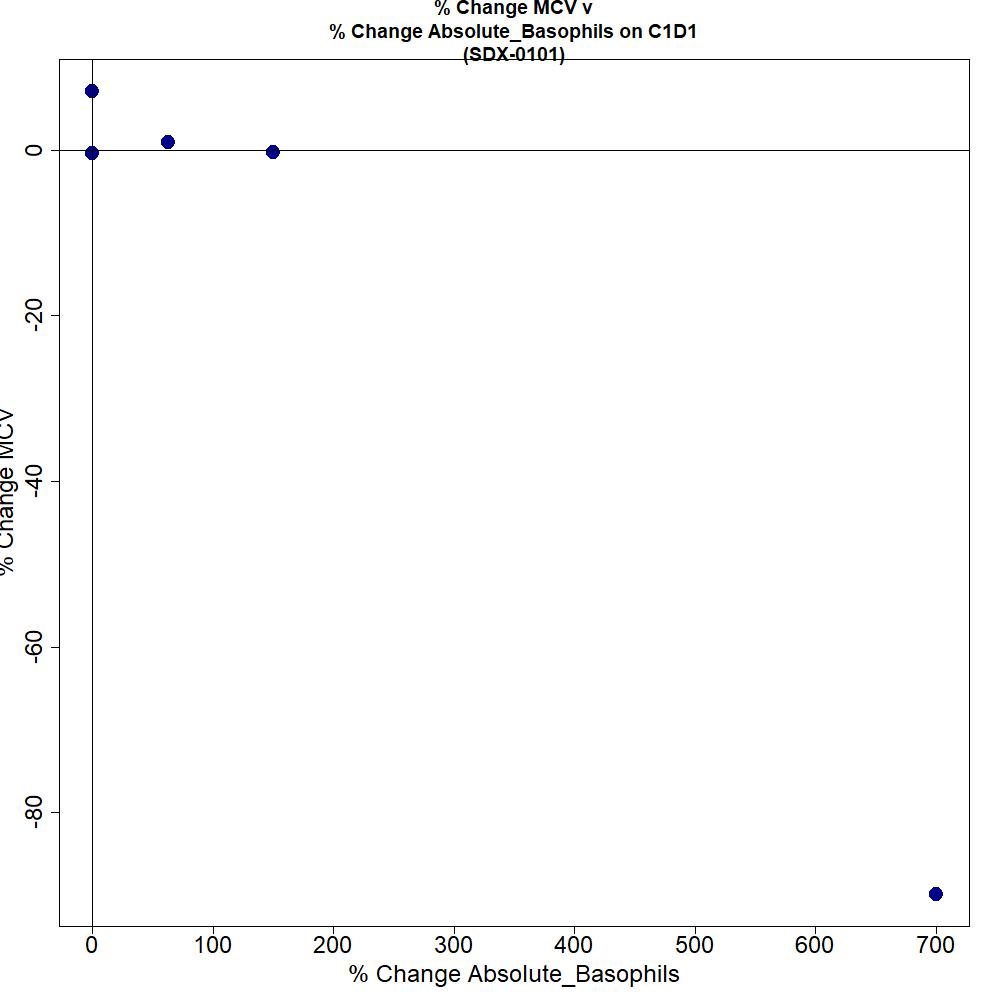 % Change MCV v
% Change Absolute_Basophils on C1D1
(SDX-0101)
% Change MCV
0
-20
-40
-60
-80
0 100 200 300 400 500 600 700
% Change Absolute_Basophils